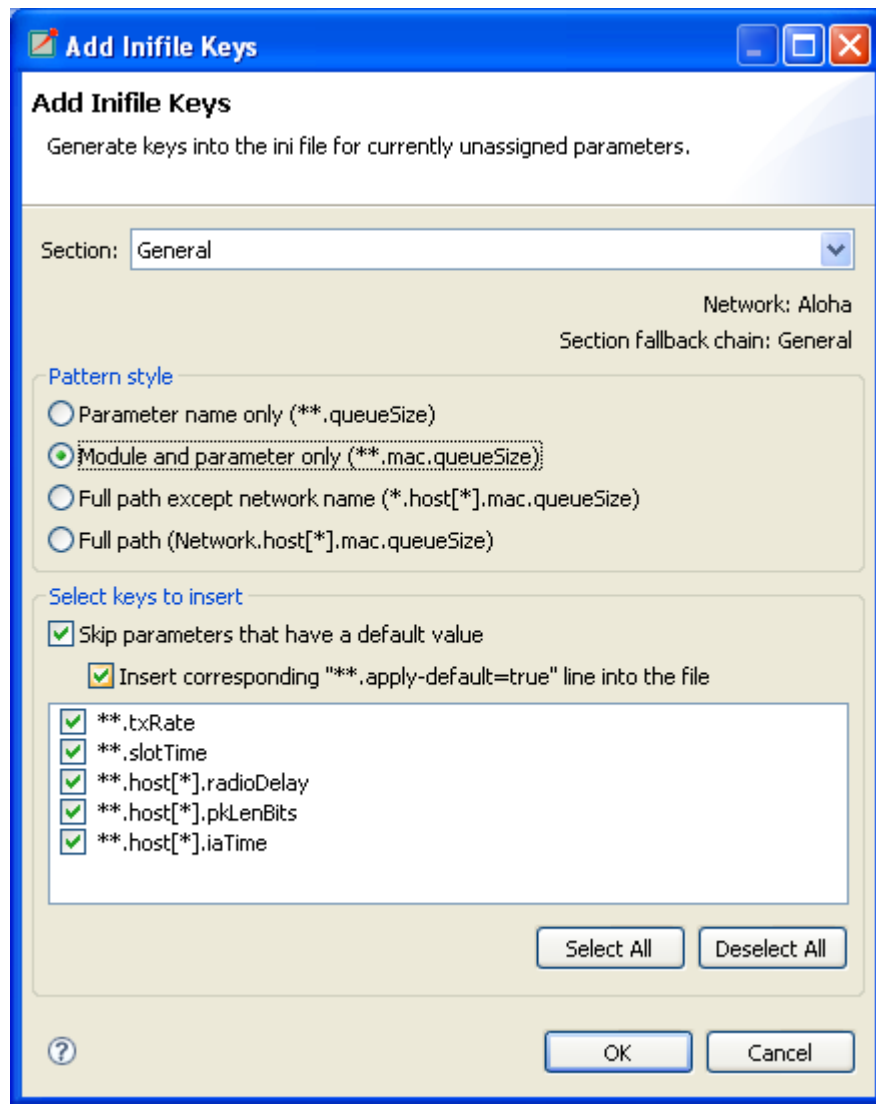 Add Inifile Keys
Add Inifile Keys
Generate keys into the ini file for currently unassigned parameters.
Section: General
Network: Aloha
Section fallback chain: General
Pattern style
Parameter name only (**.queueSize)
Module and parameter only (**.mac.queueSize)
Full path except network name (*.host[*].mac.queueSize)
Full path (Network.host[*].mac.queueSize)
Select keys to insert
Skip parameters that have a default value
Insert corresponding "**.apply-default=true" line into the file
**.txRate
**.slotTime
**.host[*].radioDelay
**.host[*].pkLenBits
**.host[*].iaTime
Select All Deselect All
? OK Cancel